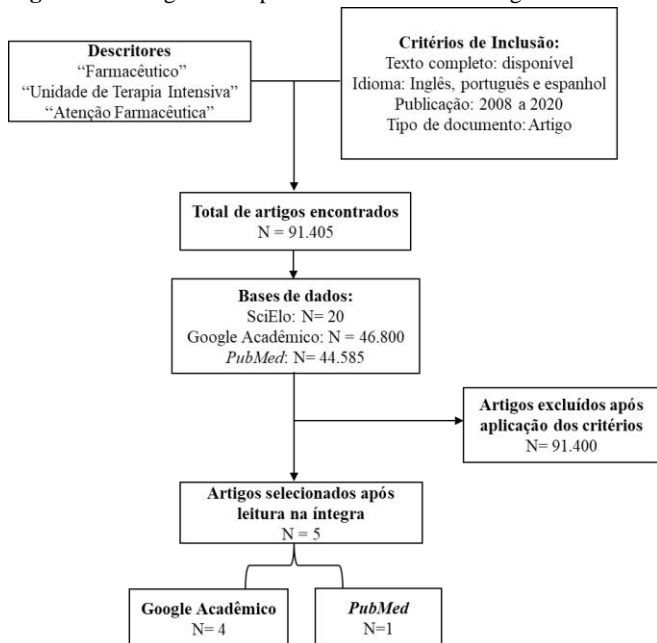 Descritores
“Farmacêutico”
“Unidade de Terapia Intensiva”
“Atenção Farmacêutica”
Critérios de Inclusão:
Texto completo: disponível
Idioma: Inglês, português e espanhol
Publicação: 2008 a 2020
Tipo de documento: Artigo
Total de artigos encontrados
N = 91.405
Bases de dados:
SciElo: N= 20
Google Acadêmico: N = 46.800
PubMed: N= 44.585
Artigos excluídos após
aplicação dos critérios
N= 91.400
Artigos selecionados após
leitura na íntegra
N = 5
Google Acadêmico
N= 4
PubMed
N=1